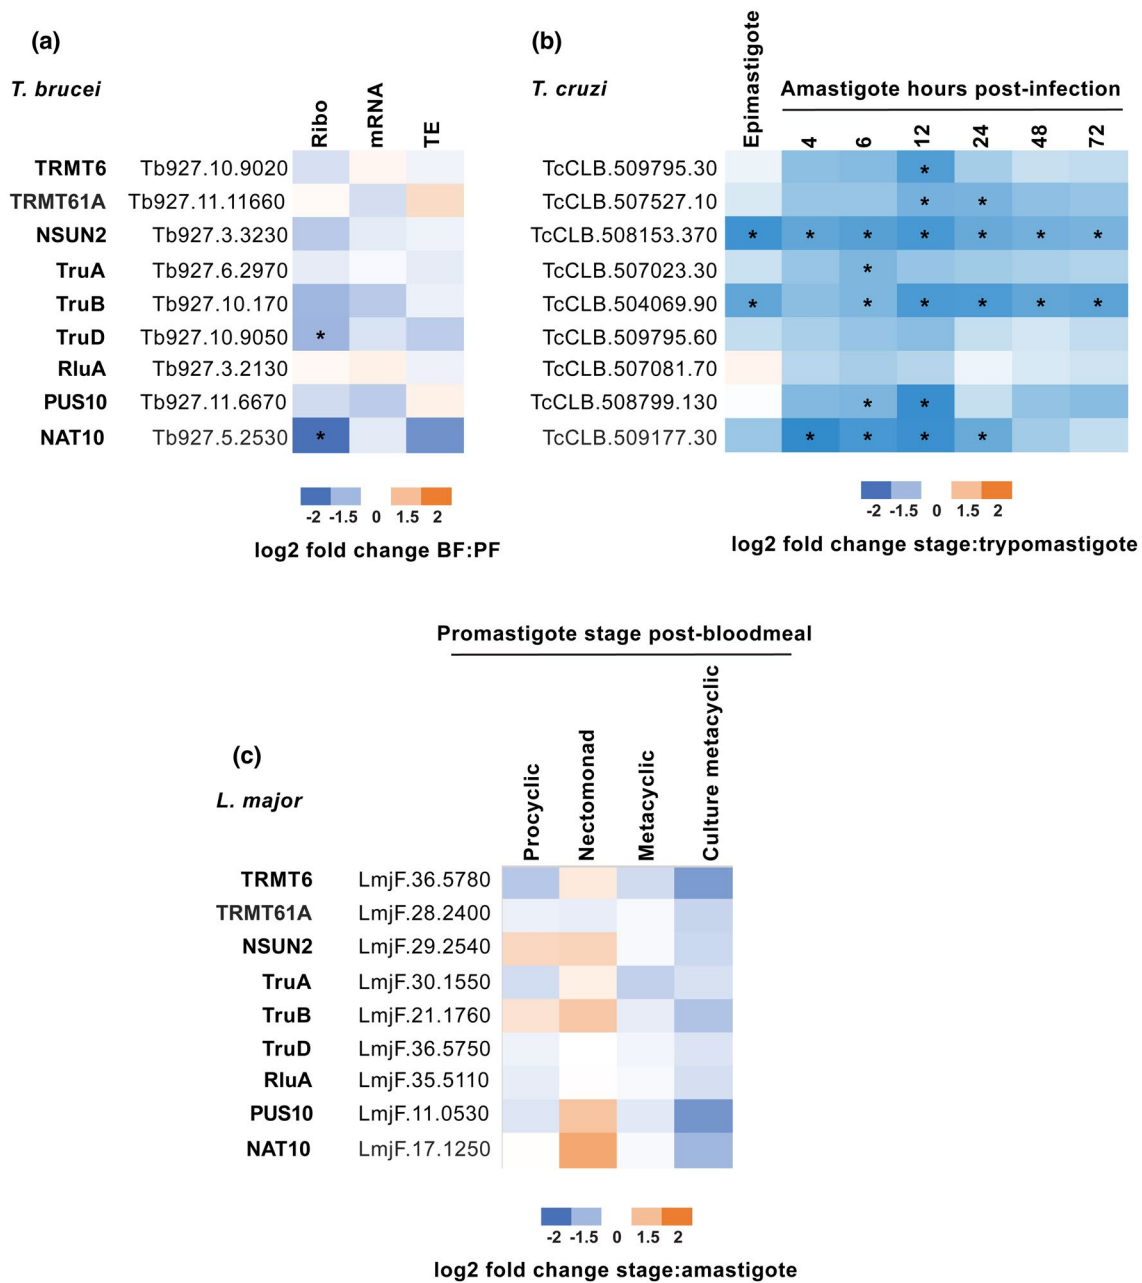 (a)
T. brucei
Ribo mRNA TE
TRMT6 Tb927.10.9020
TRMT61A Tb927.11.11660
NSUN2 Tb927.3.3230
TruA Tb927.6.2970
TruB Tb927.10.170
TruD Tb927.10.9050 *
RluA Tb927.3.2130
PUS10 Tb927.11.6670
NAT10 Tb927.5.2530 *
-2 -1.5 0 1.5 2
log2 fold change BF:PF
(b)
T. cruzi
Epimastigote
Amastigote hours post-infection
4 6 12 24 48 72
TcCLB.509795.30 *
TcCLB.507527.10 * *
TcCLB.508153.370 * * * * * * *
TcCLB.507023.30 *
TcCLB.504069.90 * * * * * *
TcCLB.509795.60
TcCLB.507081.70
TcCLB.508799.130 * *
TcCLB.509177.30 * * * *
-2 -1.5 0 1.5 2
log2 fold change stage:trypomastigote
Promastigote stage post-bloodmeal
(c)
L. major
Procyclic Nectomonad Metacyclic Culture metacyclic
TRMT6 LmjF.36.5780
TRMT61A LmjF.28.2400
NSUN2 LmjF.29.2540
TruA LmjF.30.1550
TruB LmjF.21.1760
TruD LmjF.36.5750
RluA LmjF.35.5110
PUS10 LmjF.11.0530
NAT10 LmjF.17.1250
-2 -1.5 0 1.5 2
log2 fold change stage:amastigote